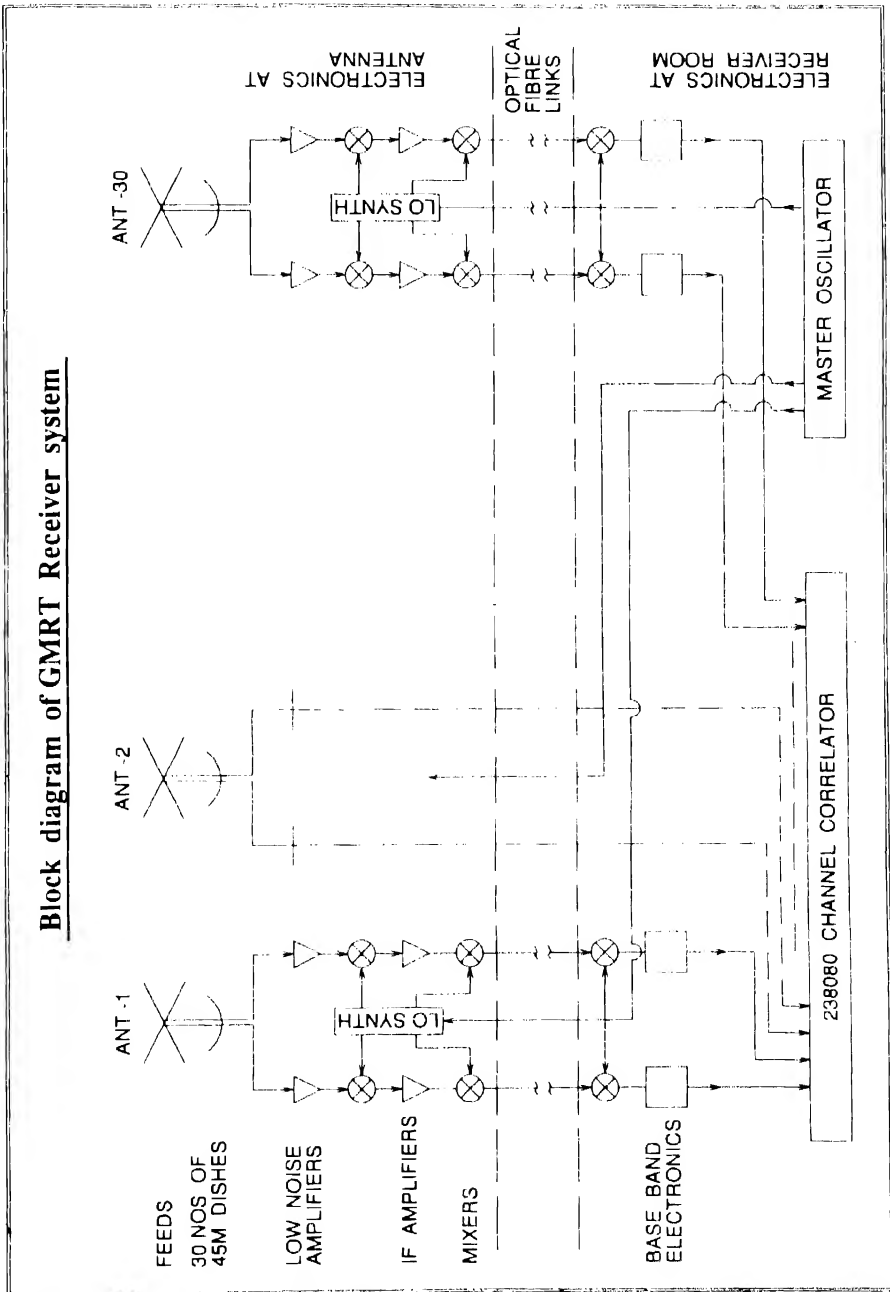 Block diagram of GMRT Receiver system
ANT -1
ANT -2
ANT -30
FEEDS
30 NOS OF
45M DISHES
LOW NOISE
AMPLIFIERS
IF AMPLIFIERS
MIXERS
LO SYNTH
LO SYNTH
ELECTRONICS AT
ANTENNA
OPTICAL
FIBRE
LINKS
BASE BAND
ELECTRONICS
ELECTRONICS AT
RECEIVER ROOM
238080 CHANNEL CORRELATOR
MASTER OSCILLATOR